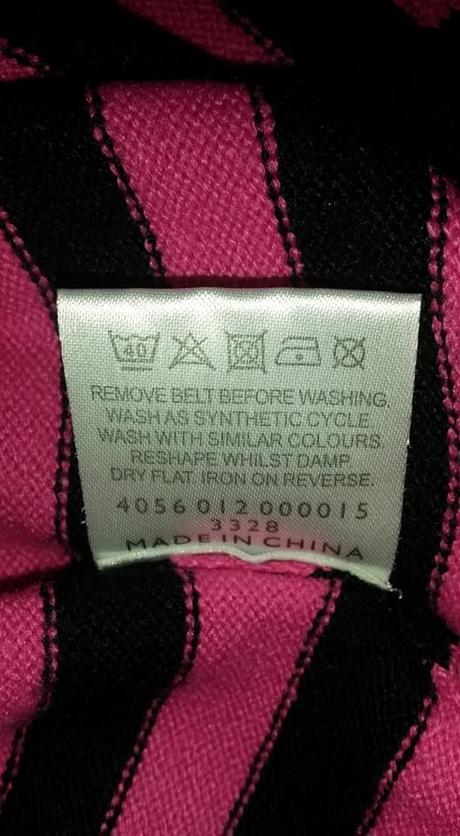 40
REMOVE BELT BEFORE WASHING.
WASH AS SYNTHETIC CYCLE
WASH WITH SIMILAR COLOURS.
RESHAPE WHILST DAMP
DRY FLAT. IRON ON REVERSE.
4056 012 000015
3328
MADE IN CHINA